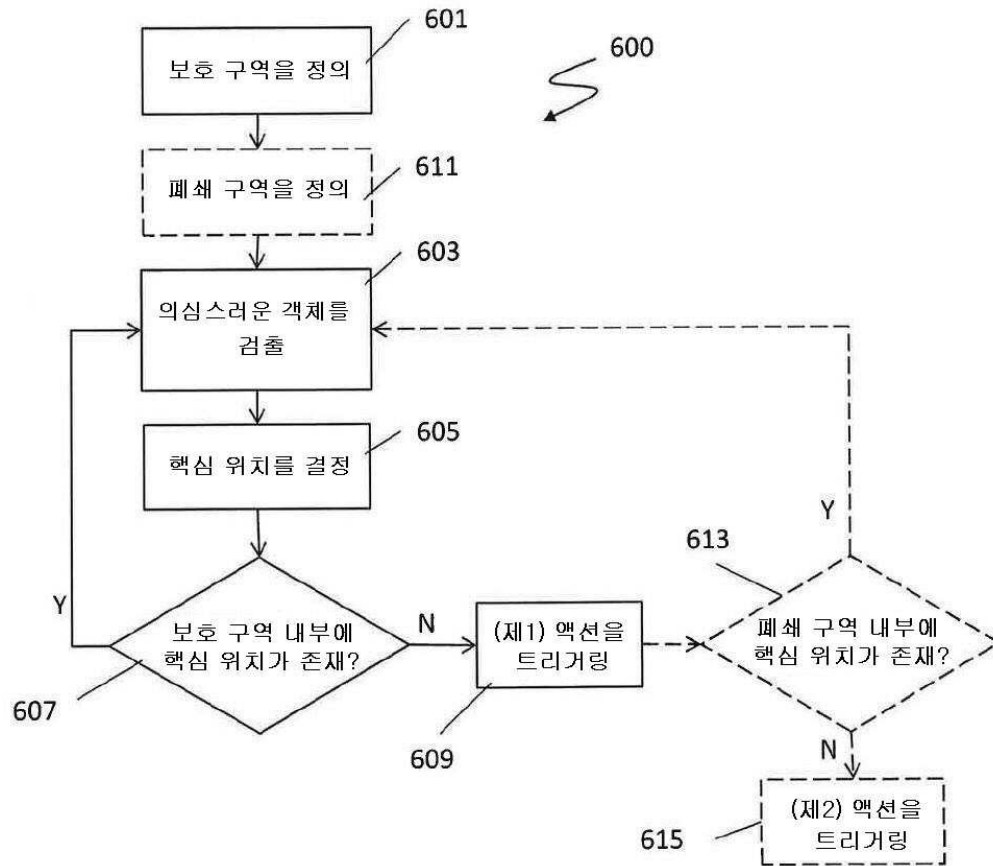 601
600
보호 구역을 정의
611
폐쇄 구역을 정의
603
의심스러운 객체를
검출
605
핵심 위치를 결정
Y
613
Y
보호 구역 내부에
핵심 위치가 존재?
N
(제1) 액션을
트리거링
폐쇄 구역 내부에
핵심 위치가 존재?
607
609
N
(제2) 액션을
트리거링
615